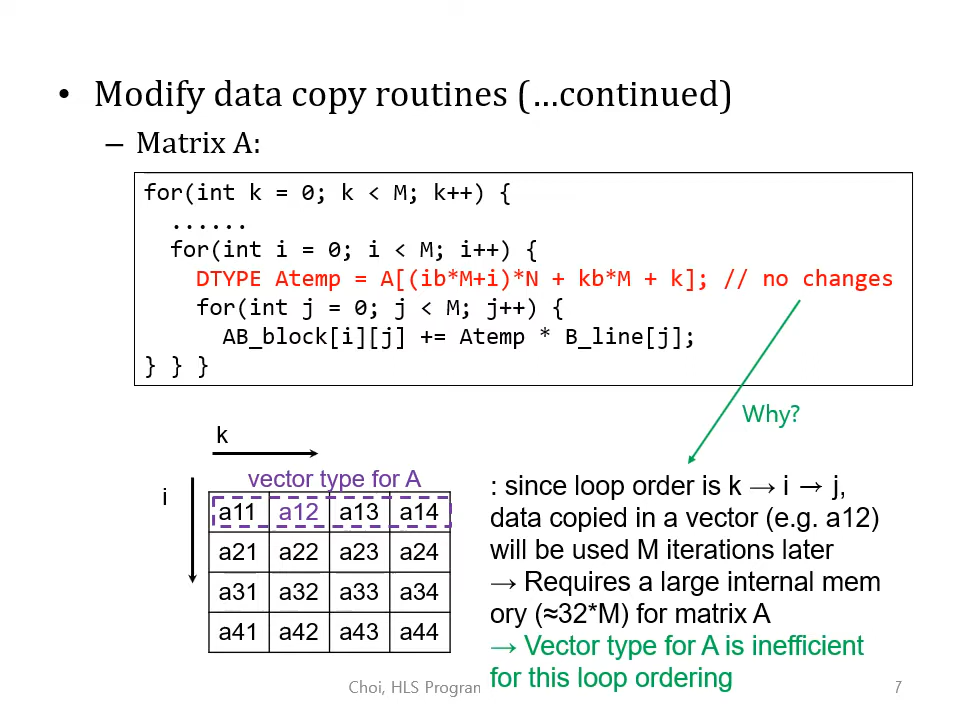 • Modify data copy routines (…continued)
– Matrix A:
for(int k = 0; k < M; k++) {
......
for(int i = 0; i < M; i++) {
DTYPE Atemp = A[(ib*M+i)*N + kb*M + k]; // no changes
for(int j = 0; j < M; j++) {
AB_block[i][j] += Atemp * B_line[j];
} } }
Why?
k
vector type for A
i
a11 a12 a13 a14
a21 a22 a23 a24
a31 a32 a33 a34
a41 a42 a43 a44
: since loop order is k → i → j,
data copied in a vector (e.g. a12)
will be used M iterations later
→ Requires a large internal mem
ory (≈32*M) for matrix A
→ Vector type for A is inefficient
for this loop ordering
Choi, HLS Program
7